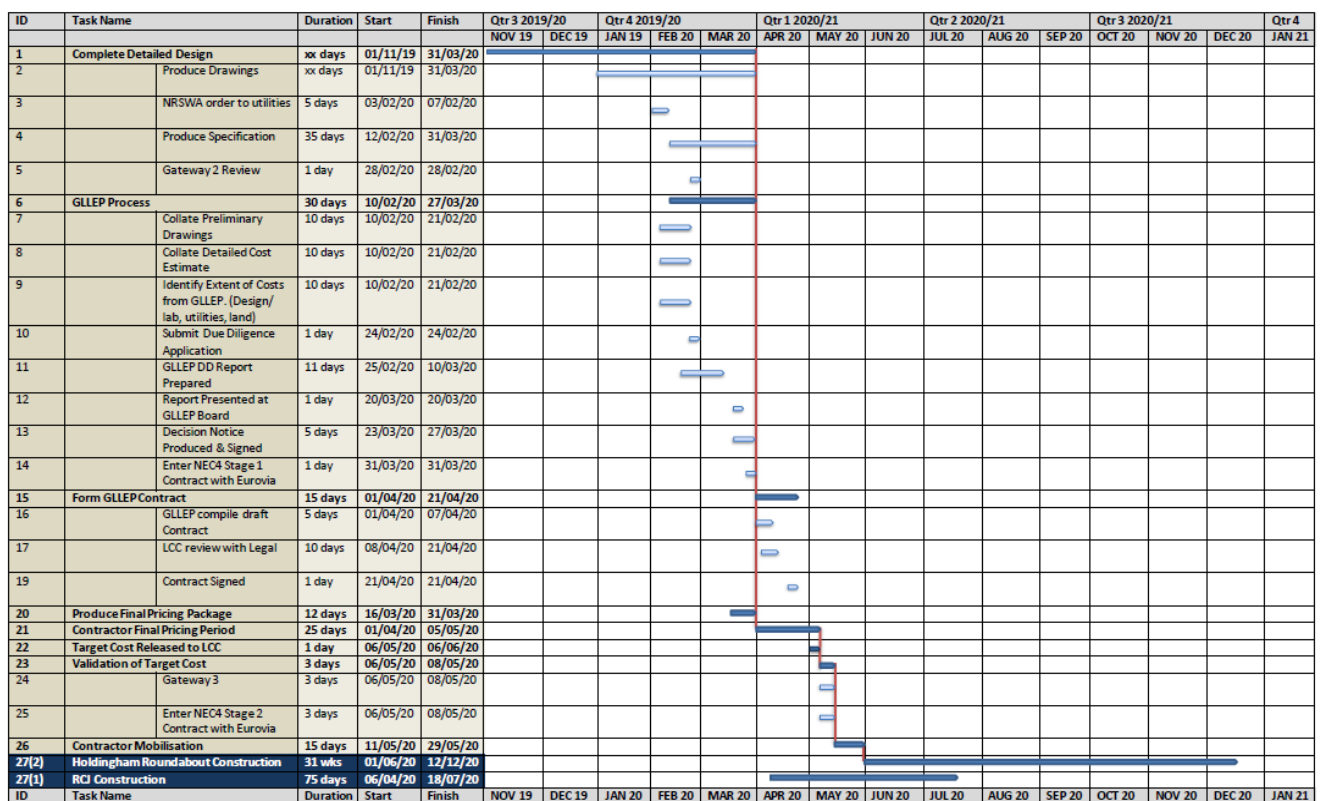 ID Task Name Duration Start Finish Qtr 3 2019/20 Qtr 4 2019/20 Qtr 1 2020/21 Qtr 2 2020/21 Qtr 3 2020/21 Qtr 4
NOV 19 DEC 19 JAN 19 FEB 20 MAR 20 APR 20 MAY 20 JUN 20 JUL 20 AUG 20 SEP 20 OCT 20 NOV 20 DEC 20 JAN 21
1 Complete Detailed Design xx days 01/11/19 31/03/20
2 Produce Drawings xx days 01/11/19 31/03/20
3 NRSWA order to utilities 5 days 03/02/20 07/02/20
4 Produce Specification 35 days 12/02/20 31/03/20
5 Gateway 2 Review 1 day 28/02/20 28/02/20
6 GLLEP Process 30 days 10/02/20 27/03/20
7 Collate Preliminary 10 days 10/02/20 21/02/20
Drawings
8 Collate Detailed Cost 10 days 10/02/20 21/02/20
Estimate
9 Identify Extent of Costs 10 days 10/02/20 21/02/20
from GLLEP. (Design/
lab, utilities, land)
10 Submit Due Diligence 1 day 24/02/20 24/02/20
Application
11 GLLEP DD Report 11 days 25/02/20 10/03/20
Prepared
12 Report Presented at 1 day 20/03/20 20/03/20
GLLEP Board
13 Decision Notice 5 days 23/03/20 27/03/20
Produced & Signed
14 Enter NEC4 Stage 1 1 day 31/03/20 31/03/20
Contract with Eurovia
15 Form GLLEP Contract 15 days 01/04/20 21/04/20
16 GLLEP compile draft 5 days 01/04/20 07/04/20
Contract
17 LCC review with Legal 10 days 08/04/20 21/04/20
19 Contract Signed 1 day 21/04/20 21/04/20
20 Produce Final Pricing Package 12 days 16/03/20 31/03/20
21 Contractor Final Pricing Period 25 days 01/04/20 05/05/20
22 Target Cost Released to LCC 1 day 06/05/20 06/06/20
23 Validation of Target Cost 3 days 06/05/20 08/05/20
24 Gateway 3 3 days 06/05/20 08/05/20
25 Enter NEC4 Stage 2 3 days 06/05/20 08/05/20
Contract with Eurovia
26 Contractor Mobilisation 15 days 11/05/20 29/05/20
27(2) Holdingham Roundabout Construction 31 wks 01/06/20 12/12/20
27(1) RCJ Construction 75 days 06/04/20 18/07/20
ID Task Name Duration Start Finish NOV 19 DEC 19 JAN 20 FEB 20 MAR 20 APR 20 MAY 20 JUN 20 JUL 20 AUG 20 SEP 20 OCT 20 NOV 20 DEC 20 JAN 21